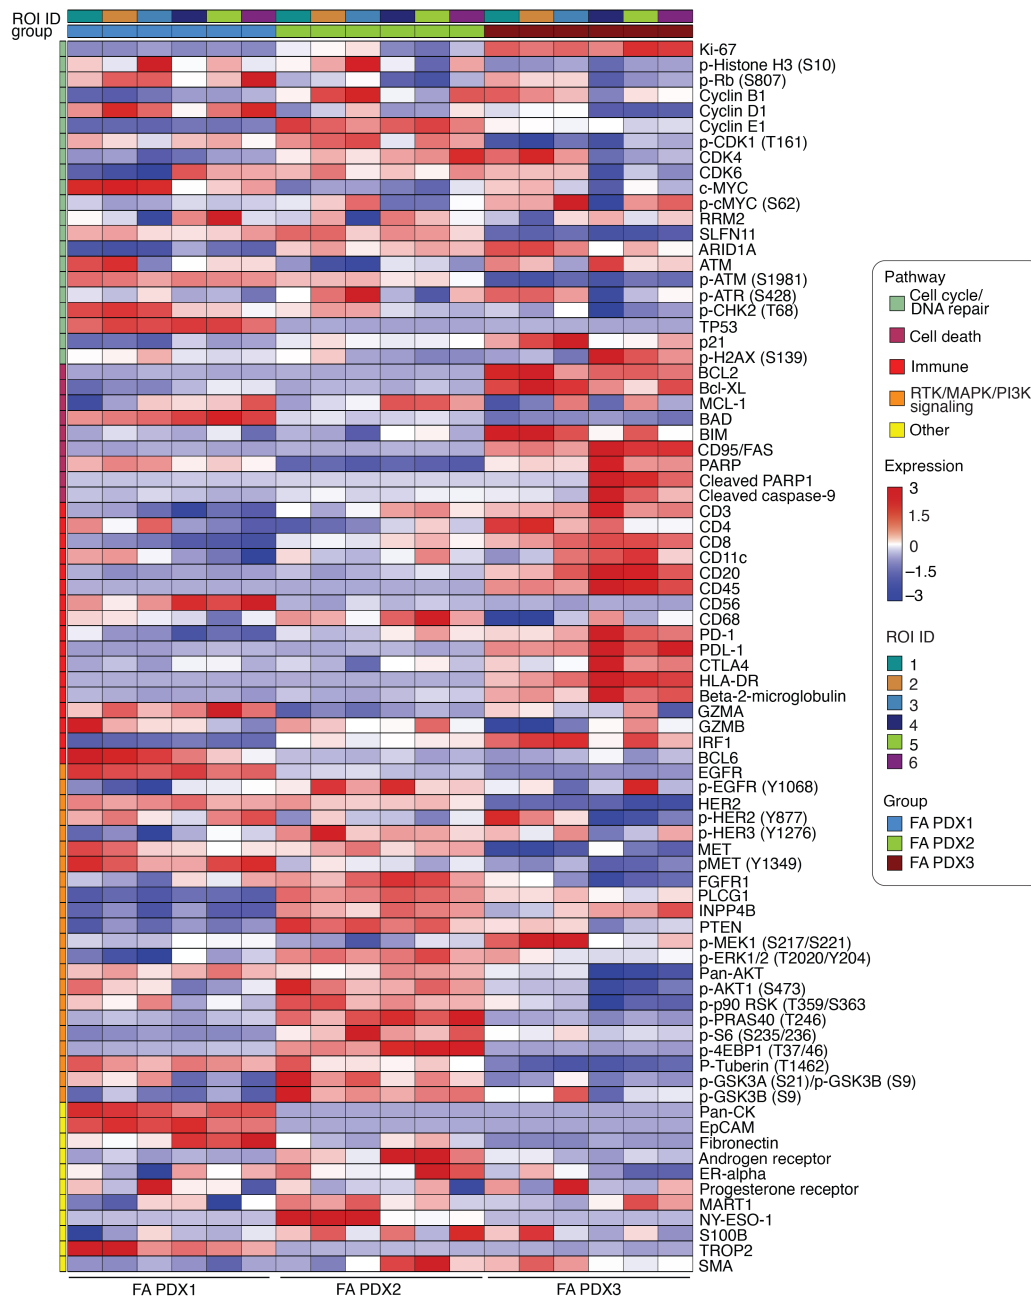 ROI ID
group
Ki-67
p-Histone H3 (S10)
p-Rb (S807)
Cyclin B1
Cyclin D1
Cyclin E1
p-CDK1 (T161)
CDK4
CDK6
c-MYC
p-cMYC (S62)
RRM2
SLFN11
ARID1A
ATM
p-ATM (S1981)
p-ATR (S428)
p-CHK2 (T68)
TP53
p21
p-H2AX (S139)
BCL2
Bcl-XL
MCL-1
BAD
BIM
CD95/FAS
PARP
Cleaved PARP1
Cleaved caspase-9
CD3
CD4
CD8
CD11c
CD20
CD45
CD56
CD68
PD-1
PDL-1
CTLA4
HLA-DR
Beta-2-microglobulin
GZMA
GZMB
IRF1
BCL6
EGFR
p-EGFR (Y1068)
HER2
p-HER2 (Y877)
p-HER3 (Y1276)
MET
pMET (Y1349)
FGFR1
PLCG1
INPP4B
PTEN
p-MEK1 (S217/S221)
p-ERK1/2 (T2020/Y204)
Pan-AKT
p-AKT1 (S473)
p-p90 RSK (T359/S363
p-PRAS40 (T246)
p-S6 (S235/236)
p-4EBP1 (T37/46)
P-Tuberin (T1462)
p-GSK3A (S21)/p-GSK3B (S9)
p-GSK3B (S9)
Pan-CK
EpCAM
Fibronectin
Androgen receptor
ER-alpha
Progesterone receptor
MART1
NY-ESO-1
S100B
TROP2
SMA
FA PDX1
FA PDX2
FA PDX3
Pathway
Cell cycle/
DNA repair
Cell death
Immune
RTK/MAPK/PI3K
signaling
Other
Expression
3
1.5
0
−1.5
−3
ROI ID
1
2
3
4
5
6
Group
FA PDX1
FA PDX2
FA PDX3